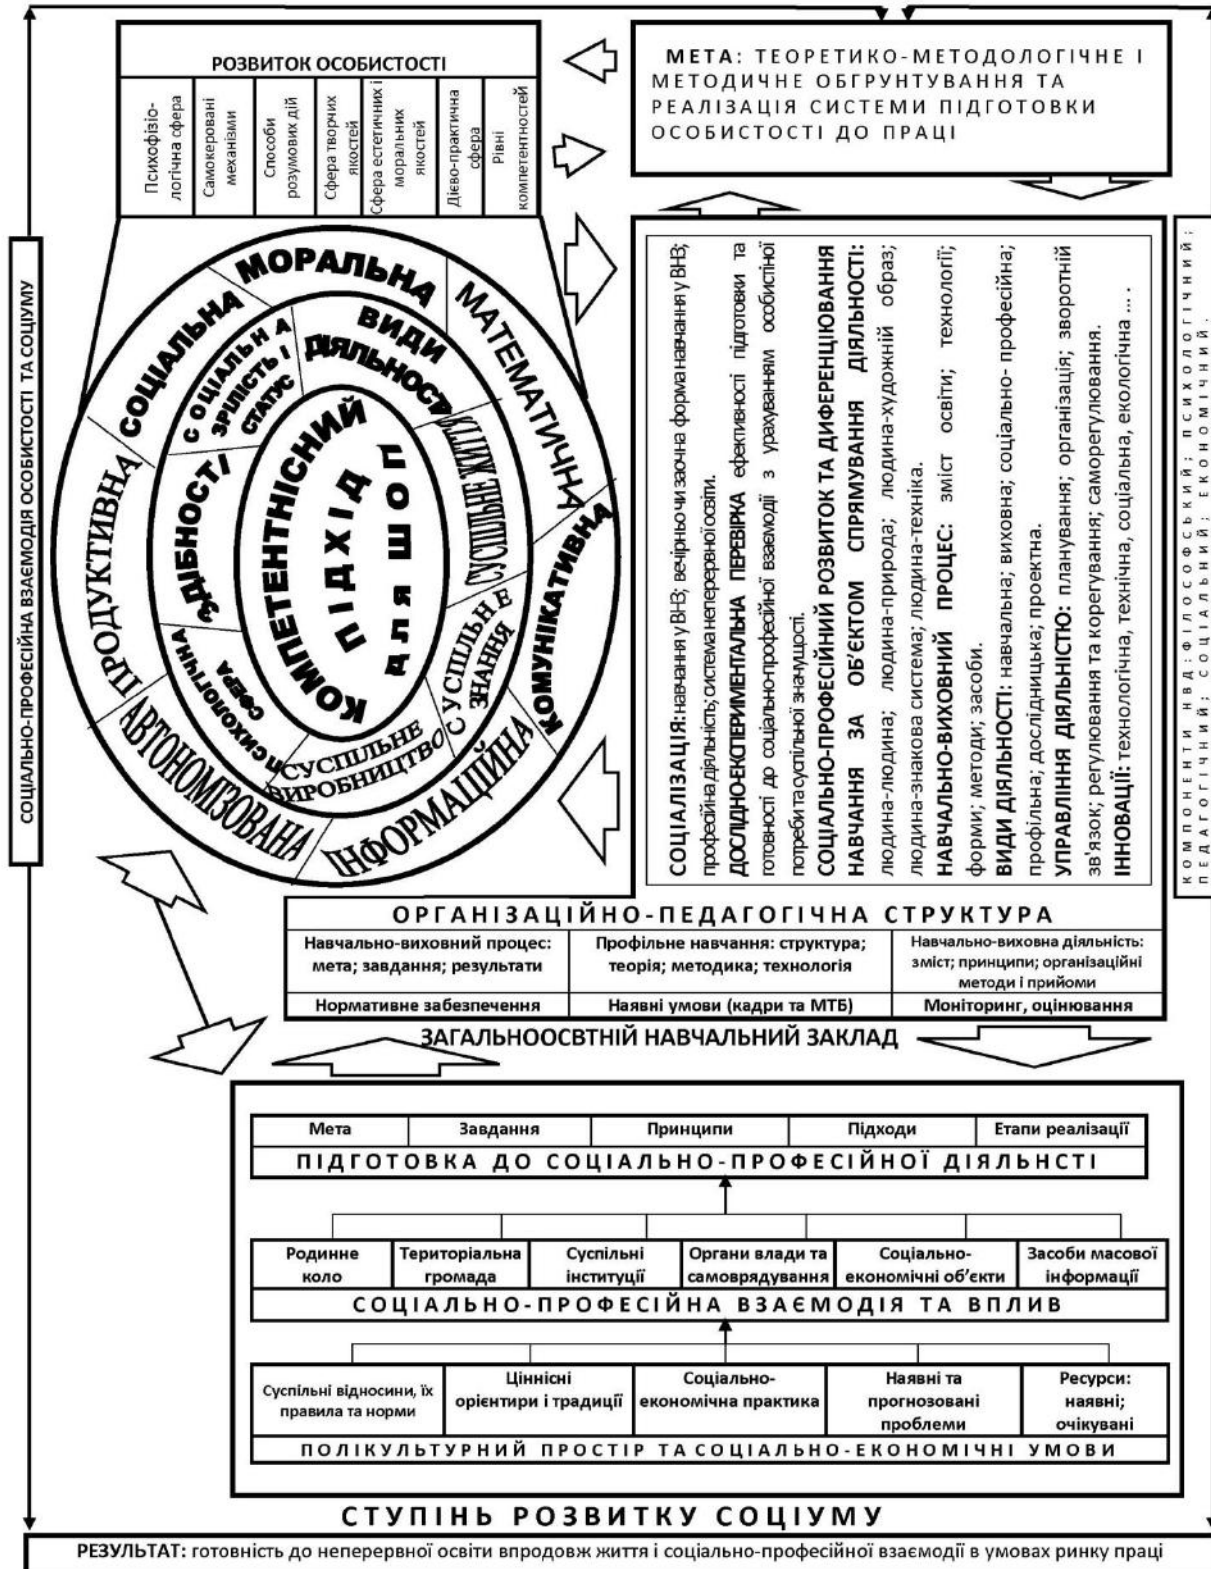 РОЗВИТОК ОСОБИСТОСТІ
Психофізіо-
логічна сфера
Самокеровані
механізми
Способи
розумових дій
Сфера творчих
якостей
Сфера естетичних і
моральних
якостей
Дієво-практична
сфера
Рівні
компетентностей
МЕТА: ТЕОРЕТИКО-МЕТОДОЛОГІЧНЕ І
МЕТОДИЧНЕ ОБГРУНТУВАННЯ ТА
РЕАЛІЗАЦІЯ СИСТЕМИ ПІДГОТОВКИ
ОСОБИСТОСТІ ДО ПРАЦІ
СОЦІАЛЬНО-ПРОФЕСІЙНА ВЗАЄМОДІЯ ОСОБИСТОСТІ ТА СОЦІУМУ
СОЦІАЛЬНА
МОРАЛЬНА
МАТЕМАТИЧНА
КОМУНІКАТИВНА
ІНФОРМАЦІЙНА
АВТОНОМІЗОВАНА
ПРОДУКТИВНА
СОЦІАЛЬНА
ЗРІЛІСТЬ І
СТАТУС
ВИДИ
ДІЯЛЬНОСТІ
СУСПІЛЬНЕ ЖИТТЯ
СУСПІЛЬНЕ
ЗНАННЯ
СУСПІЛЬНЕ
ВИРОБНИЦТВО
ПСИХОЛОГІЧНА
СФЕРА
ЗДІБНОСТІ
КОМПЕТЕНТНІСНИЙ
ПІДХІД
ДЛЯ ШОП
СОЦІАЛІЗАЦІЯ: навчання у ВНЗ; вечірньо чи заочна форма навчання у ВНЗ;
професійна діяльність; система неперервної освіти.
ДОСЛІДНО-ЕКСПЕРИМЕНТАЛЬНА ПЕРЕВІРКА ефективності підготовки та
готовності до соціально-професійної взаємодії з урахуванням особистіної
потреби та суспільної значущості.
СОЦІАЛЬНО-ПРОФЕСІЙНИЙ РОЗВИТОК ТА ДИФЕРЕНЦІЮВАННЯ
НАВЧАННЯ ЗА ОБ'ЄКТОМ СПРЯМУВАННЯ ДІЯЛЬНОСТІ:
людина-людина; людина-природа; людина-художній образ;
людина-знакова система; людина-техніка.
НАВЧАЛЬНО-ВИХОВНИЙ ПРОЦЕС: зміст освіти; технології;
форми; методи; засоби.
ВИДИ ДІЯЛЬНОСТІ: навчальна; виховна; соціально- професійна;
профільна; дослідницька; проектна.
УПРАВЛІННЯ ДІЯЛЬНІСТЮ: планування; організація; зворотній
зв'язок; регулювання та корегування; саморегулювання.
ІННОВАЦІЇ: технологічна, технічна, соціальна, екологічна ... .
КОМПОНЕНТИ НВД: ФІЛОСОФСЬКИЙ; ПСИХОЛОГІЧНИЙ;
ПЕДАГОГІЧНИЙ; СОЦІАЛЬНИЙ; ЕКОНОМІЧНИЙ.
ОРГАНІЗАЦІЙНО-ПЕДАГОГІЧНА СТРУКТУРА
Навчально-виховний процес:
мета; завдання; результати
Профільне навчання: структура;
теорія; методика; технологія
Навчально-виховна діяльність:
зміст; принципи; організаційні
методи і прийоми
Нормативне забезпечення
Наявні умови (кадри та МТБ)
Моніторинг, оцінювання
ЗАГАЛЬНООСВТНІЙ НАВЧАЛЬНИЙ ЗАКЛАД
Мета
Завдання
Принципи
Підходи
Етапи реалізації
ПІДГОТОВКА ДО СОЦІАЛЬНО-ПРОФЕСІЙНОЇ ДІЯЛЬНСТІ
Родинне
коло
Територіальна
громада
Суспільні
інституції
Органи влади та
самоврядування
Соціально-
економічні об'єкти
Засоби масової
інформації
СОЦІАЛЬНО-ПРОФЕСІЙНА ВЗАЄМОДІЯ ТА ВПЛИВ
Суспільні відносини, їх
правила та норми
Ціннісні
орієнтири і традиції
Соціально-
економічна практика
Наявні та
прогнозовані
проблеми
Ресурси:
наявні;
очікувані
ПОЛІКУЛЬТУРНИЙ ПРОСТІР ТА СОЦІАЛЬНО-ЕКОНОМІЧНІ УМОВИ
СТУПІНЬ РОЗВИТКУ СОЦІУМУ
РЕЗУЛЬТАТ: готовність до неперервної освіти впродовж життя і соціально-професійної взаємодії в умовах ринку праці